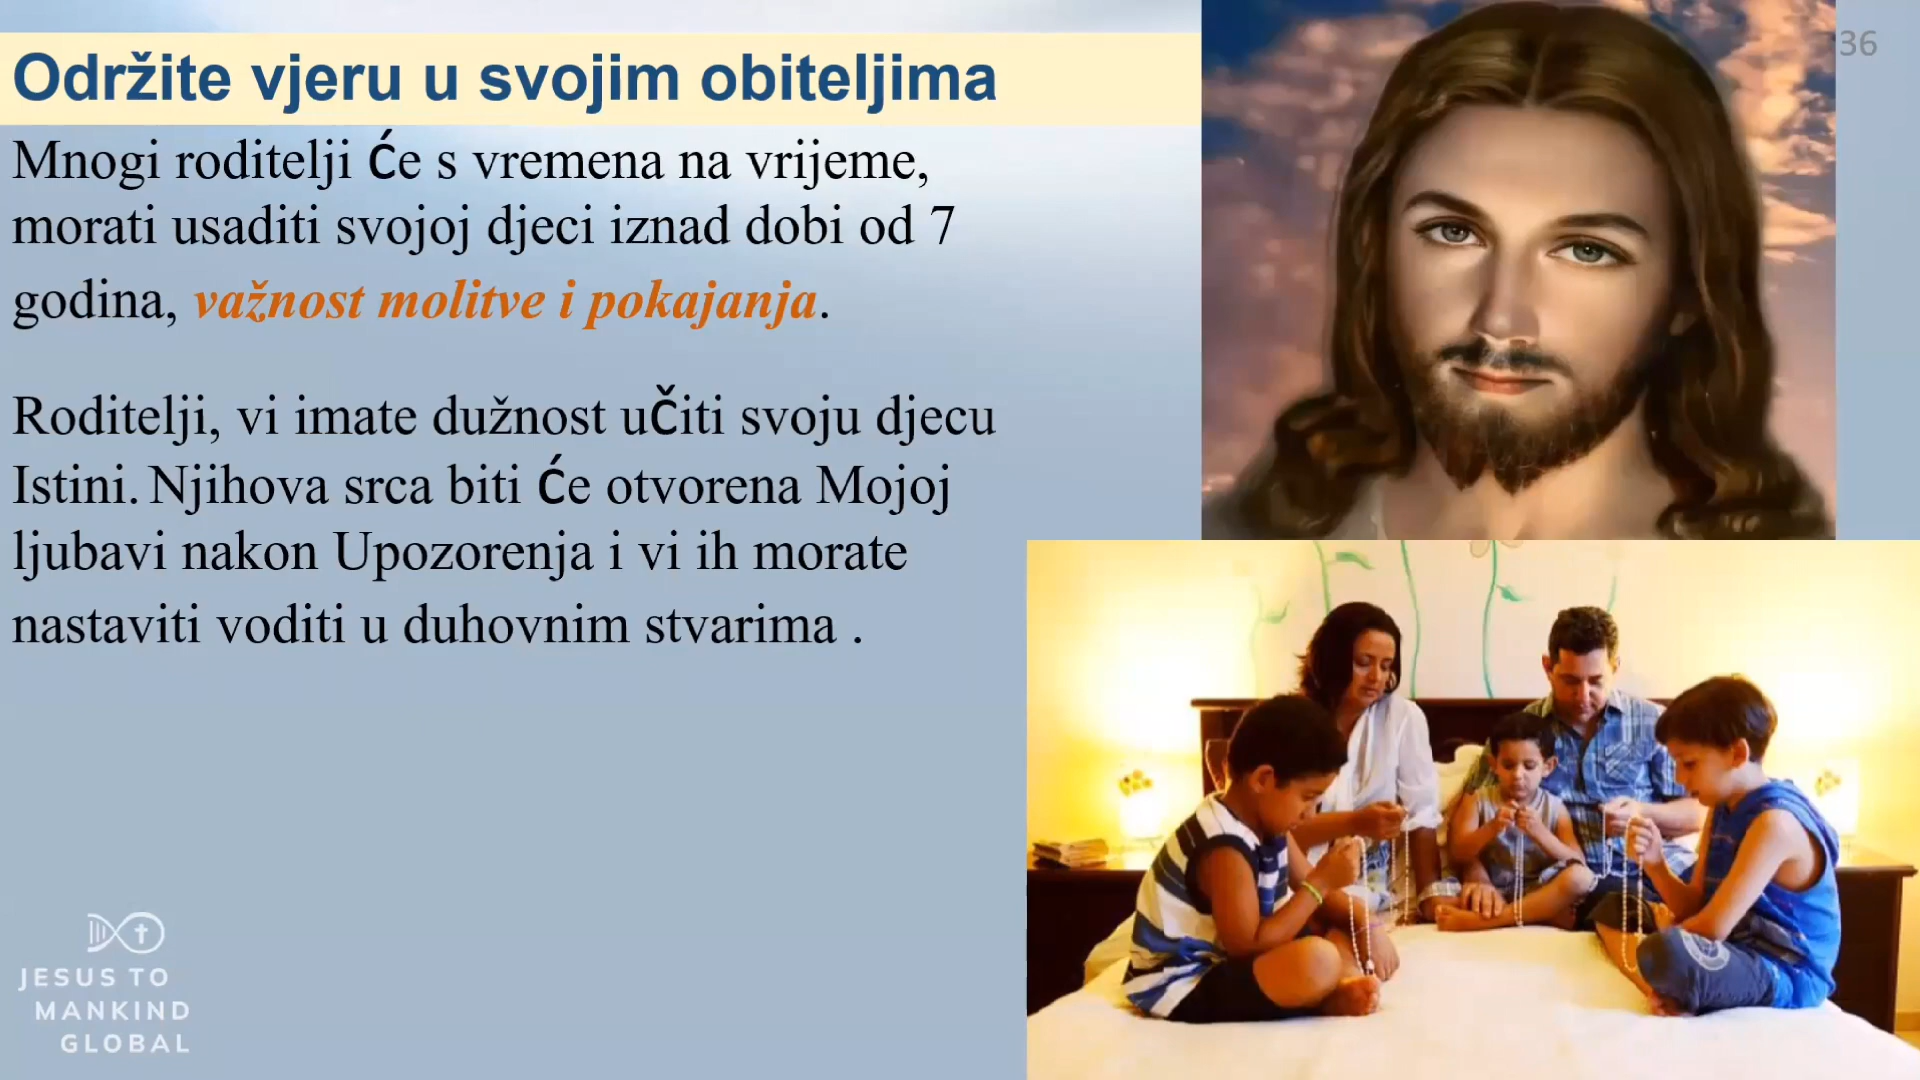 36
Održite vjeru u svojim obiteljima
Mnogi roditelji Će s vremena na vrijeme,
morati usaditi svojoj djeci iznad dobi od 7
godina, važnost molitve i pokajanja.
Roditelji, vi imate dužnost uČiti svoju djecu
Istini. Njihova srca biti Će otvorena Mojoj
ljubavi nakon Upozorenja i vi ih morate
nastaviti voditi u duhovnim stvarima .
JESUS TO
MANKIND
GLOBAL